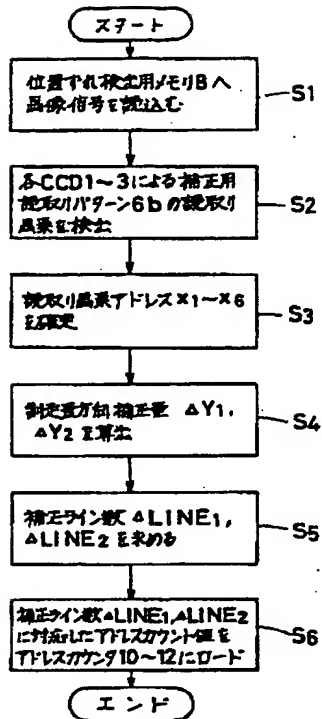 スタート
位置ずれ検出用メモリBへ
画像信号を読込む
S1
各CCD1~3による補正用
読取りパターン6bの読取り
画素を検出
S2
読取り画素アドレスX1~X6
を確定
S3
副走査方向補正量 ΔY1,
ΔY2を算出
S4
補正ライン数 ΔLINE1,
ΔLINE2 を求める
S5
補正ライン数ΔLINE1,ΔLINE2
に対応したアドレスカウント値を
アドレスカウンタ10~12にロード
S6
エンド